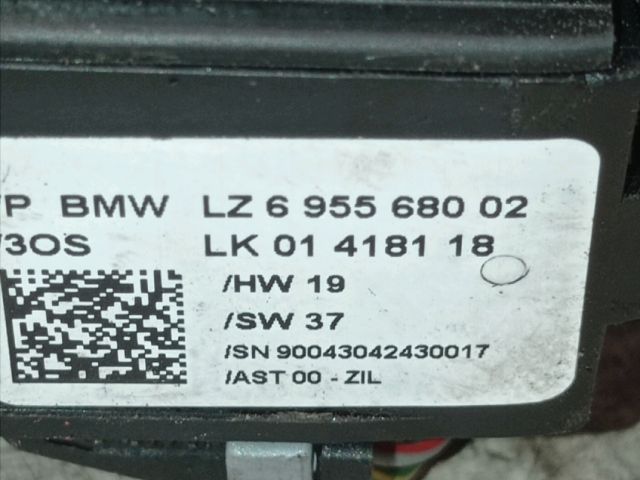 /P BMW LZ 6 955 680 02
/3OS LK 01 4181 18
/HW 19
/SW 37
/SN 90043042430017
/AST 00 - ZIL